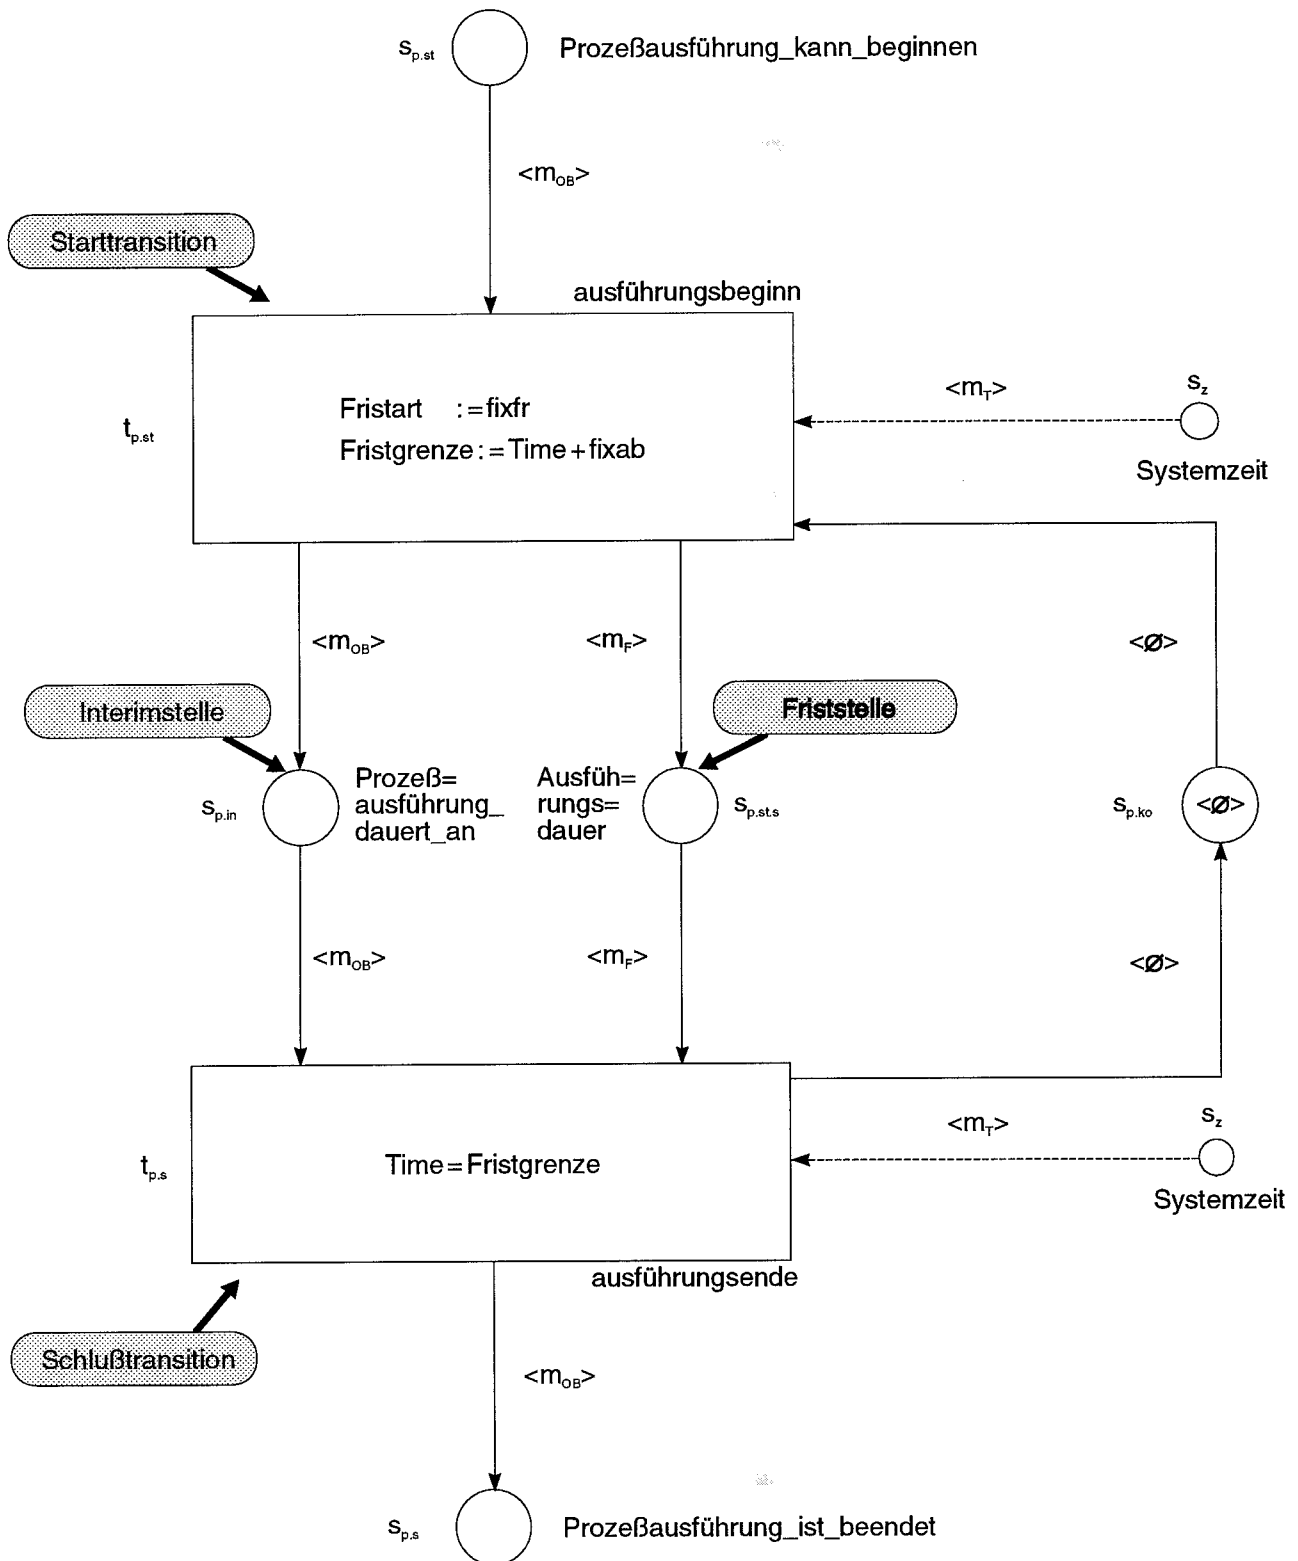 s_p.st Prozeßausführung_kann_beginnen
<m_OB>
Starttransition
ausführungsbeginn
<m_T>
s_z
Fristart :=fixfr
t_p.st
Fristgrenze:=Time+fixab
Systemzeit
<m_OB>
<m_F>
<ø>
Interimstelle
Friststelle
s_p.in
Prozeß=
ausführung_
dauert_an
Ausfüh=
rungs=
dauer
s_p.st.s
s_p.ko
<ø>
<m_OB>
<m_F>
<ø>
<m_T>
s_z
t_p.s
Time=Fristgrenze
Systemzeit
ausführungsende
Schlußtransition
<m_OB>
s_p.s Prozeßausführung_ist_beendet